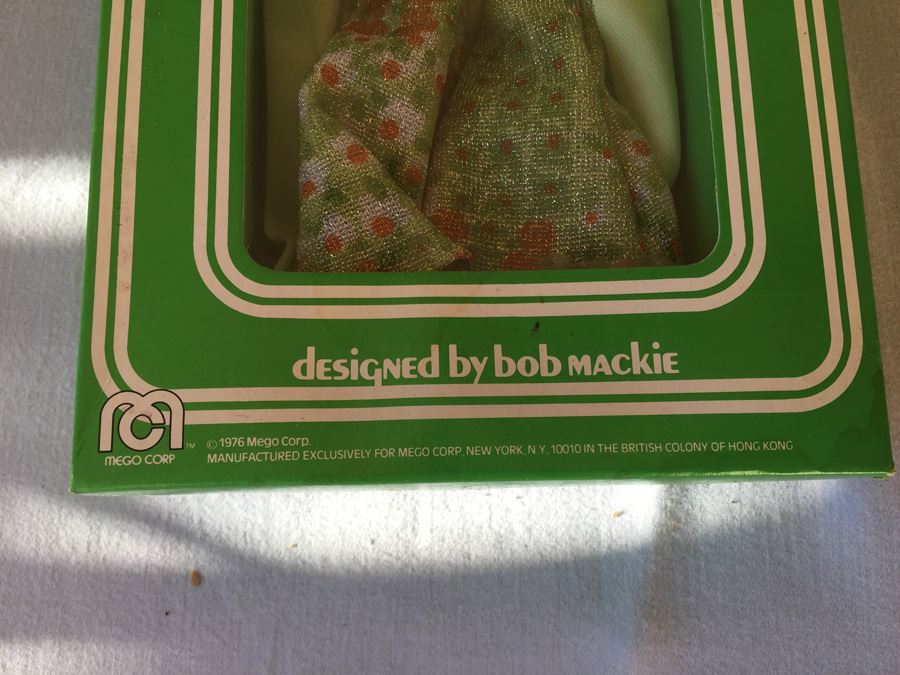 designed by bob mackie
MEGO CORP ™
© 1976 Mego Corp.
MANUFACTURED EXCLUSIVELY FOR MEGO CORP, NEW YORK, N.Y. 10010 IN THE BRITISH COLONY OF HONG KONG